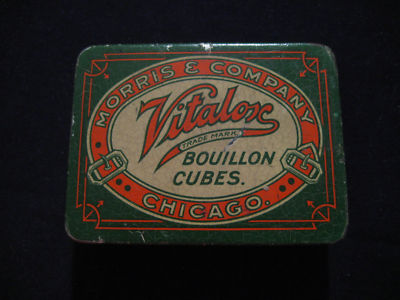 MORRIS & COMPANY
Vitalox
TRADE MARK
BOUILLON
CUBES.
CHICAGO.